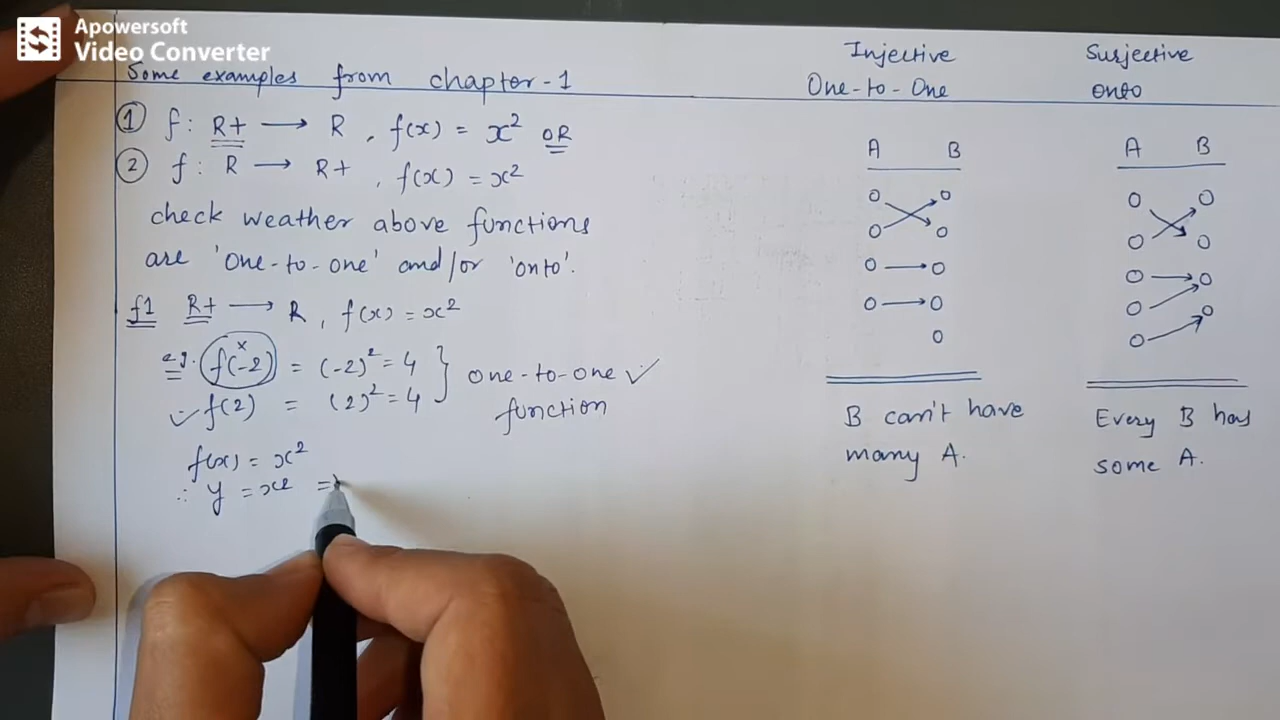 Apowersoft
Video Converter
Some examples from chapter-1
① f: R+ → R , f(x) = x² OR
② f: R → R+ , f(x) = x²
check weather above functions
are 'one-to-one' and/or 'onto'.
f1 R+ → R , f(x) = x²
e.g. f(-2) = (-2)² = 4
x
✓ f(2) = (2)² = 4
} one-to-one ✓
function
f(x) = x²
∴ y = x² =
Injective
One-to-One
A B
B can't have
many A.
Surjective
onto
A B
Every B has
some A.